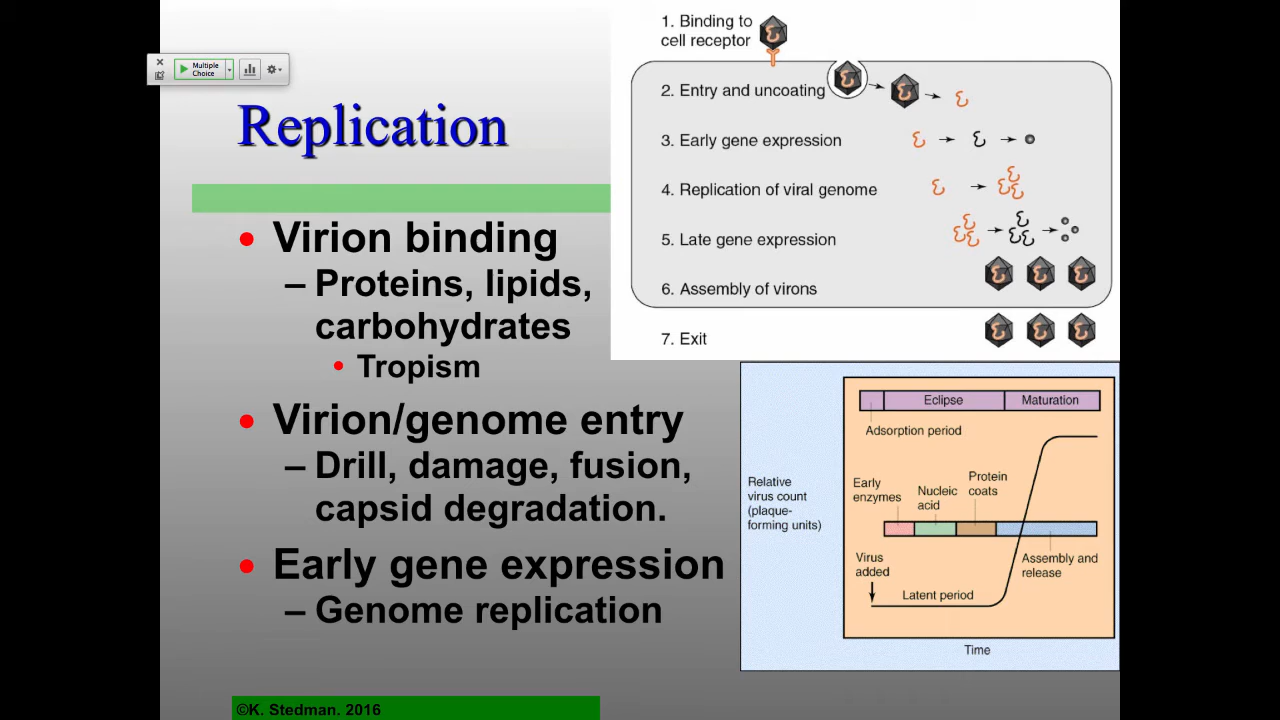 Multiple
Choice
Replication
• Virion binding
– Proteins, lipids,
carbohydrates
• Tropism
• Virion/genome entry
– Drill, damage, fusion,
capsid degradation.
• Early gene expression
– Genome replication
©K. Stedman. 2016
1. Binding to
cell receptor
2. Entry and uncoating
3. Early gene expression
4. Replication of viral genome
5. Late gene expression
6. Assembly of virons
7. Exit
Eclipse
Maturation
Adsorption period
Relative
virus count
(plaque-
forming units)
Early
enzymes
Nucleic
acid
Protein
coats
Virus
added
Assembly and
release
Latent period
Time